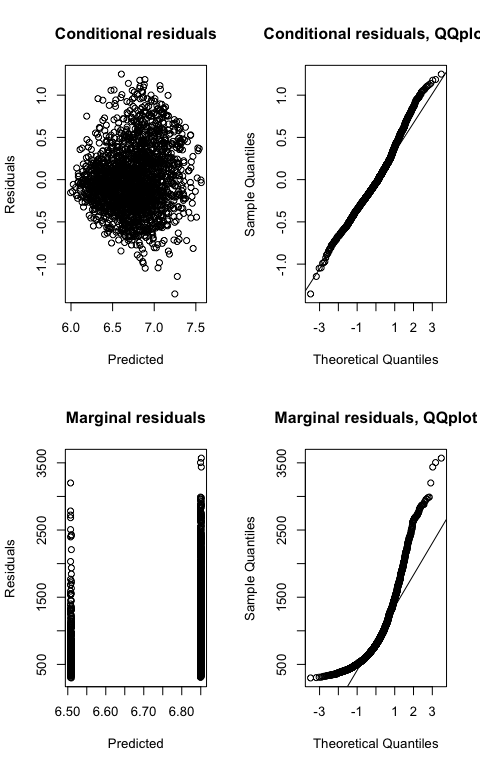 Conditional residuals
Residuals
1.0
0.5
0.0
-0.5
-1.0
6.0 6.5 7.0 7.5
Predicted
Conditional residuals, QQplo
Sample Quantiles
1.0
0.5
0.0
-0.5
-1.0
-3 -1 1 2 3
Theoretical Quantiles
Marginal residuals
Residuals
3500
2500
1500
500
6.50 6.60 6.70 6.80
Predicted
Marginal residuals, QQplot
Sample Quantiles
3500
2500
1500
500
-3 -1 1 2 3
Theoretical Quantiles